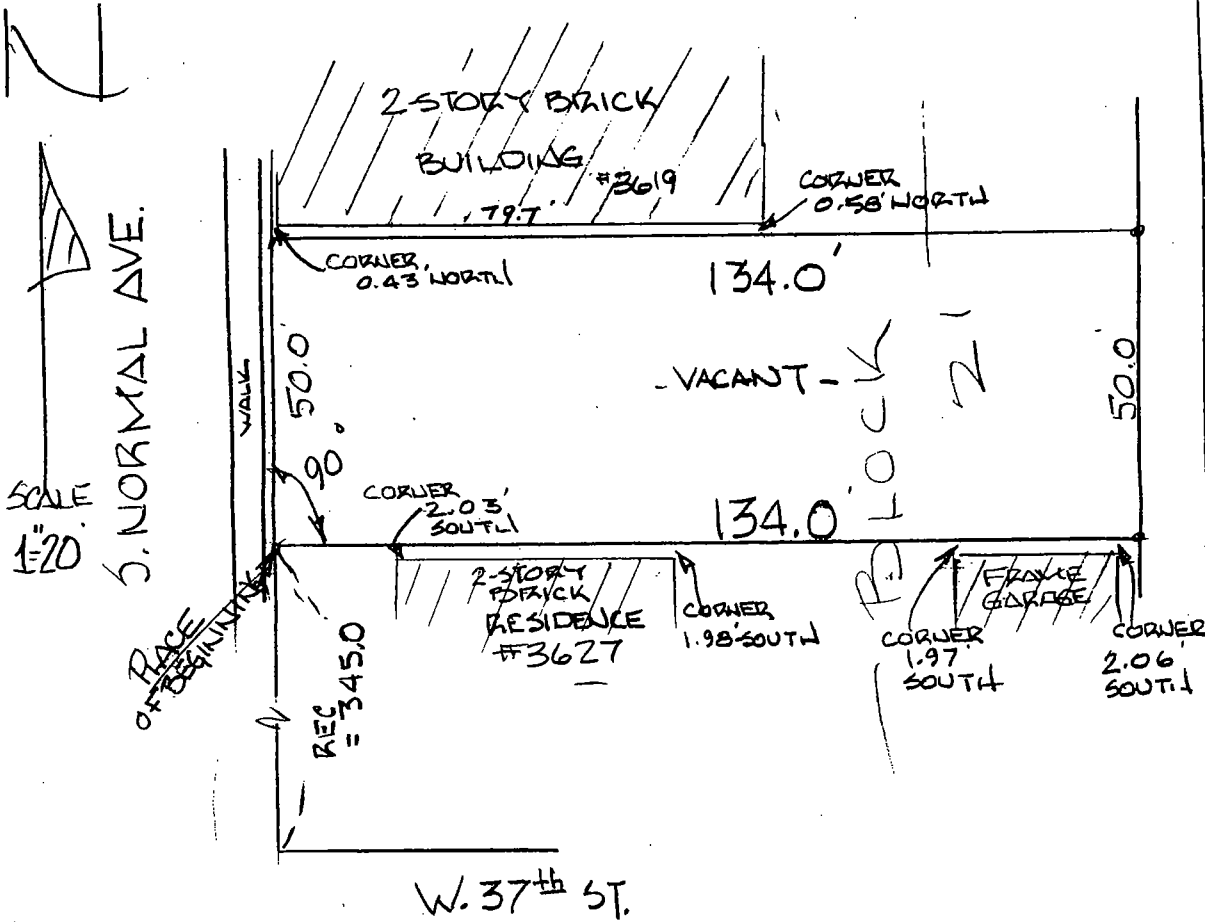 N
2-STORY BRICK
BUILDING
#3619
79.7'
CORNER
0.58' NORTH
CORNER
0.43' NORTH
134.0'
S. NORMAL AVE.
WALK
50.0
90°
- VACANT -
BLOCK
21
50.0'
SCALE
1"=20'
CORNER
2.03'
SOUTH
134.0'
PLACE
OF BEGINNING
2-STORY
BRICK
RESIDENCE
#3627
CORNER
1.98' SOUTH
FRAME
GARAGE
CORNER
1.97'
SOUTH
CORNER
2.06'
SOUTH
REC
= 345.0
W. 37th ST.